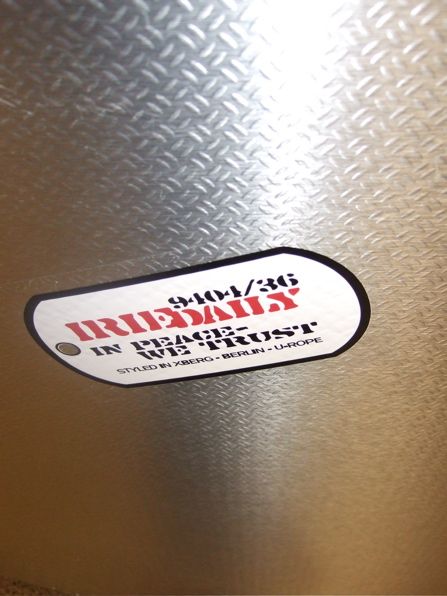 9404/36
IRIEDAILY
IN PEACE-
WE TRUST
STYLED IN XBERG - BERLIN - U-ROPE